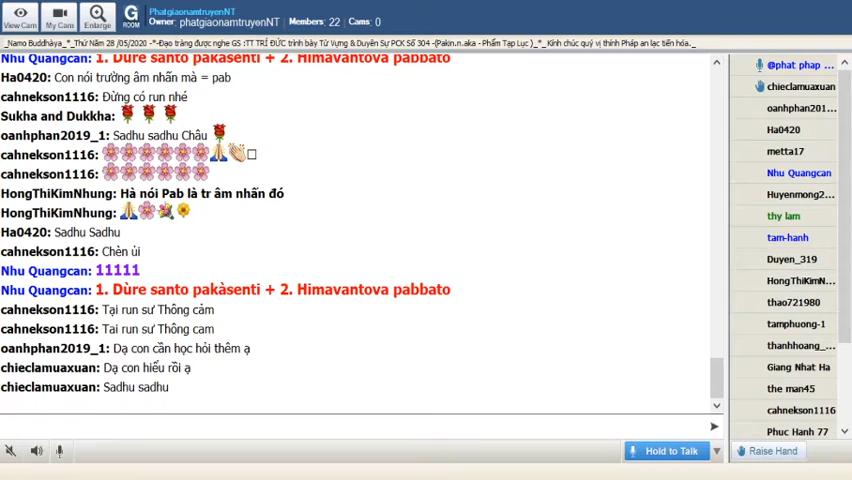 View Cam
My Cam
Enlarge
G ROOM
PhatgiaonamtruyenNT
Owner: phatgiaonamtruyenNT
Members: 22
Cams: 0
_Namo Buddhàya_*_Thứ Năm 28 /05/2020 -*-Đạo tràng được nghe GS :TT TRÍ ĐỨC trình bày Từ Vựng & Duyên Sự PCK Số 304 -(Pakin.n.aka - Phẩm Tạp Lục )_*_ Kính chúc quý vị thính Pháp an lạc tiến hóa._
Nhu Quangcan: 1. Dùre santo pakàsenti + 2. Himavantova pabbato
Ha0420: Con nói trường âm nhấn mà = pab
cahnekson1116: Đừng có run nhé
Sukha and Dukkha:
oanhphan2019_1: Sadhu sadhu Châu
cahnekson1116:
cahnekson1116:
HongThiKimNhung: Hà nói Pab là tr âm nhấn đó
HongThiKimNhung:
Ha0420: Sadhu Sadhu
cahnekson1116: Chèn ủi
Nhu Quangcan: 11111
Nhu Quangcan: 1. Dùre santo pakàsenti + 2. Himavantova pabbato
cahnekson1116: Tại run sư Thông cảm
cahnekson1116: Tai run sư Thông cam
oanhphan2019_1: Dạ con cần học hỏi thêm ạ
chieclamuaxuan: Dạ con hiểu rồi ạ
chieclamuaxuan: Sadhu sadhu
Hold to Talk
@phat phap ...
chieclamuaxuan
oanhphan201...
Ha0420
metta17
Nhu Quangcan
Huyenmong2...
thy lam
tam-hanh
Duyen_319
HongThiKimN...
thao721980
tamphuong-1
thanhhoang_...
Giang Nhat Ha
the man45
cahnekson1116
Phuc Hanh 77
Raise Hand